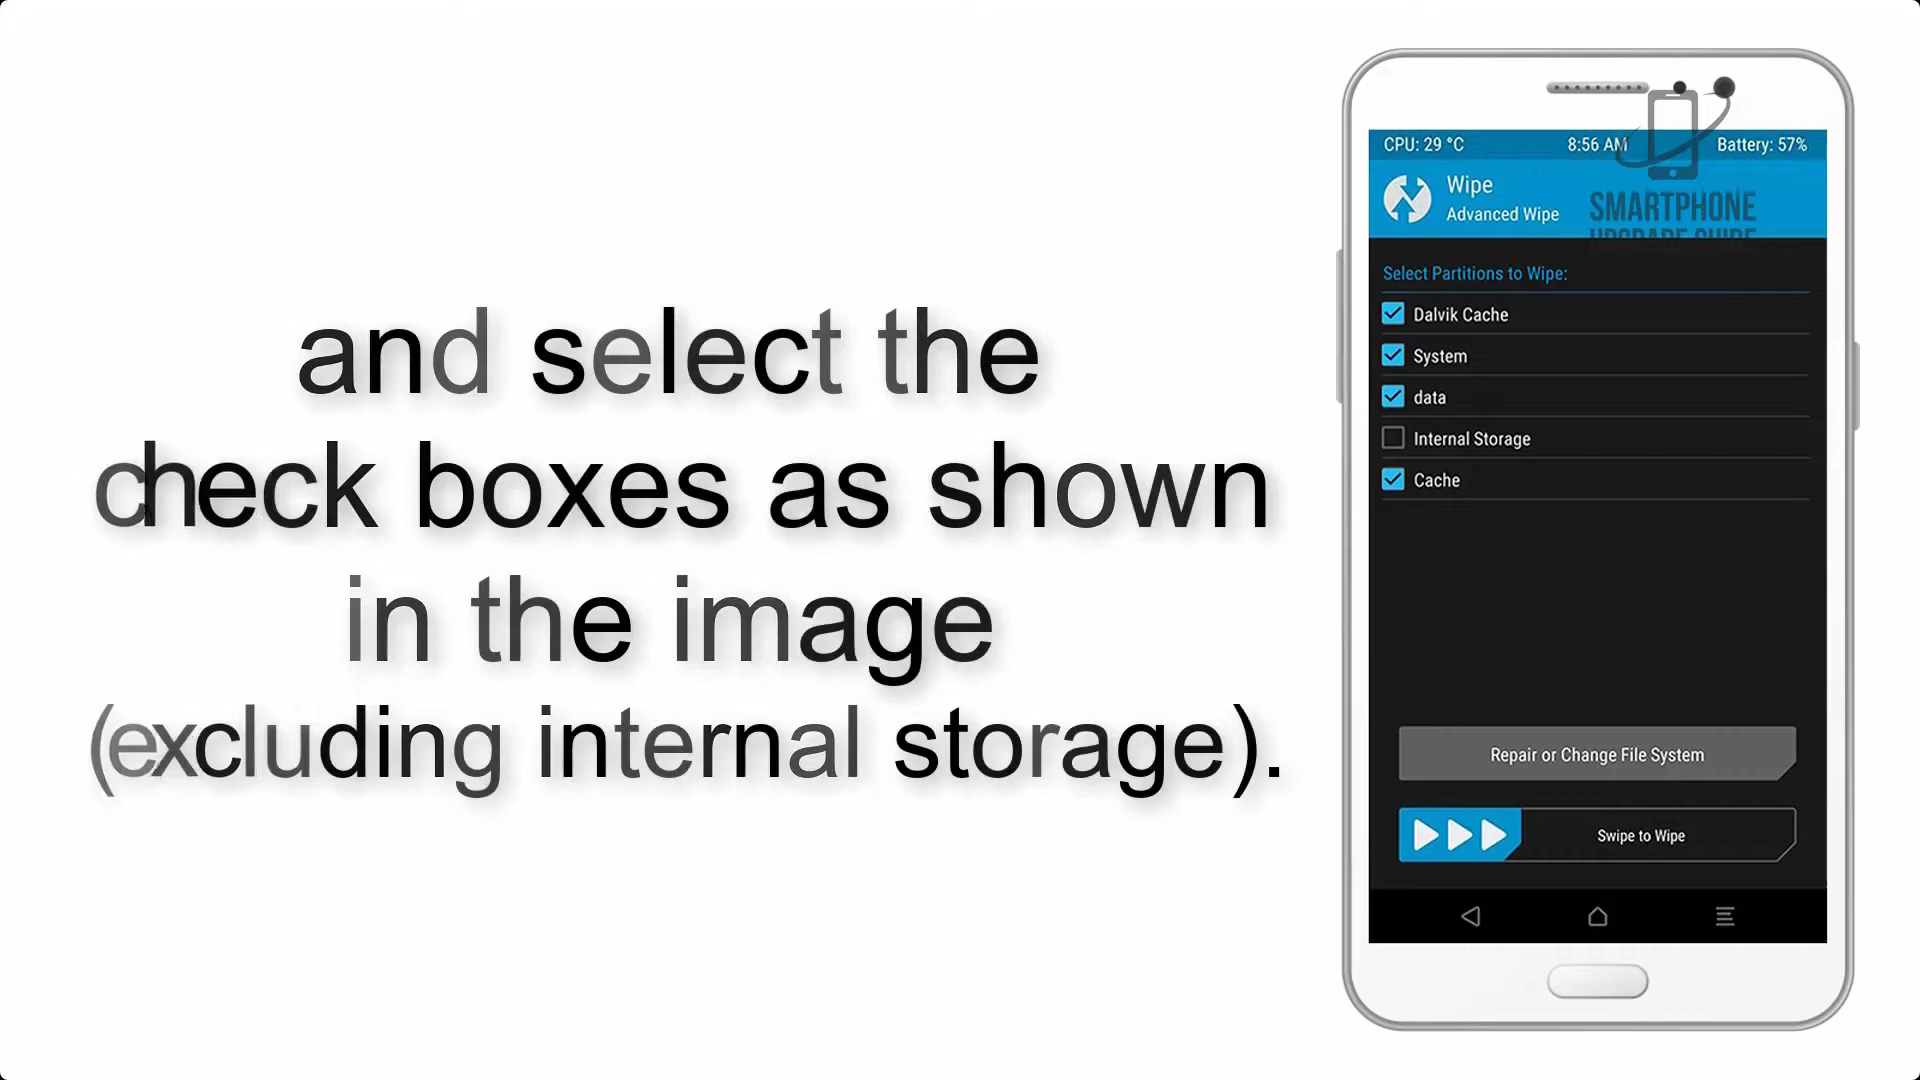 and select the
check boxes as shown
in the image
(excluding internal storage).
CPU: 29 °C 8:56 AM Battery: 57%
Wipe
Advanced Wipe
SMARTPHONE
UPGRADE GUIDE
Select Partitions to Wipe:
Dalvik Cache
System
data
Internal Storage
Cache
Repair or Change File System
Swipe to Wipe